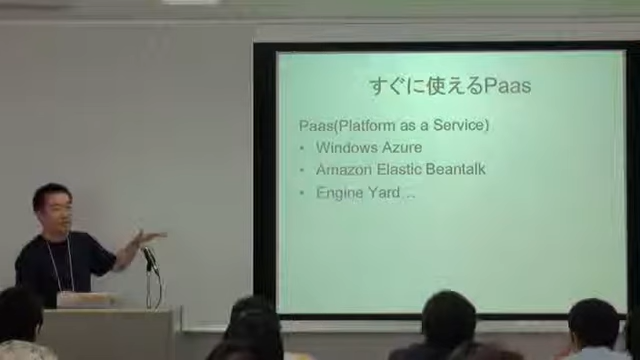 すぐに使えるPaas
Paas(Platform as a Service)
• Windows Azure
• Amazon Elastic Beantalk
• Engine Yard…